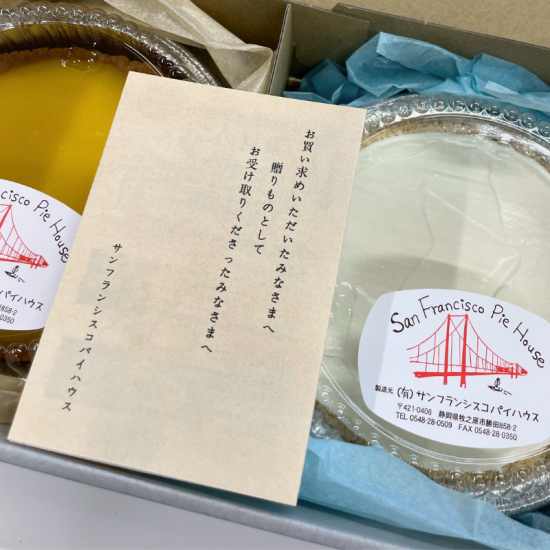 お買い求めいただいたみなさまへ
贈りものとして
お受け取りくださったみなさまへ
サンフランシスコパイハウス
San Francisco Pie House
製造元 (有)サンフランシスコパイハウス
〒421-0406 静岡県牧之原市勝田858-2
TEL 0548-28-0509 FAX 0548-28-0350
ncisco Pie House
パイハウス
858-2
-0350